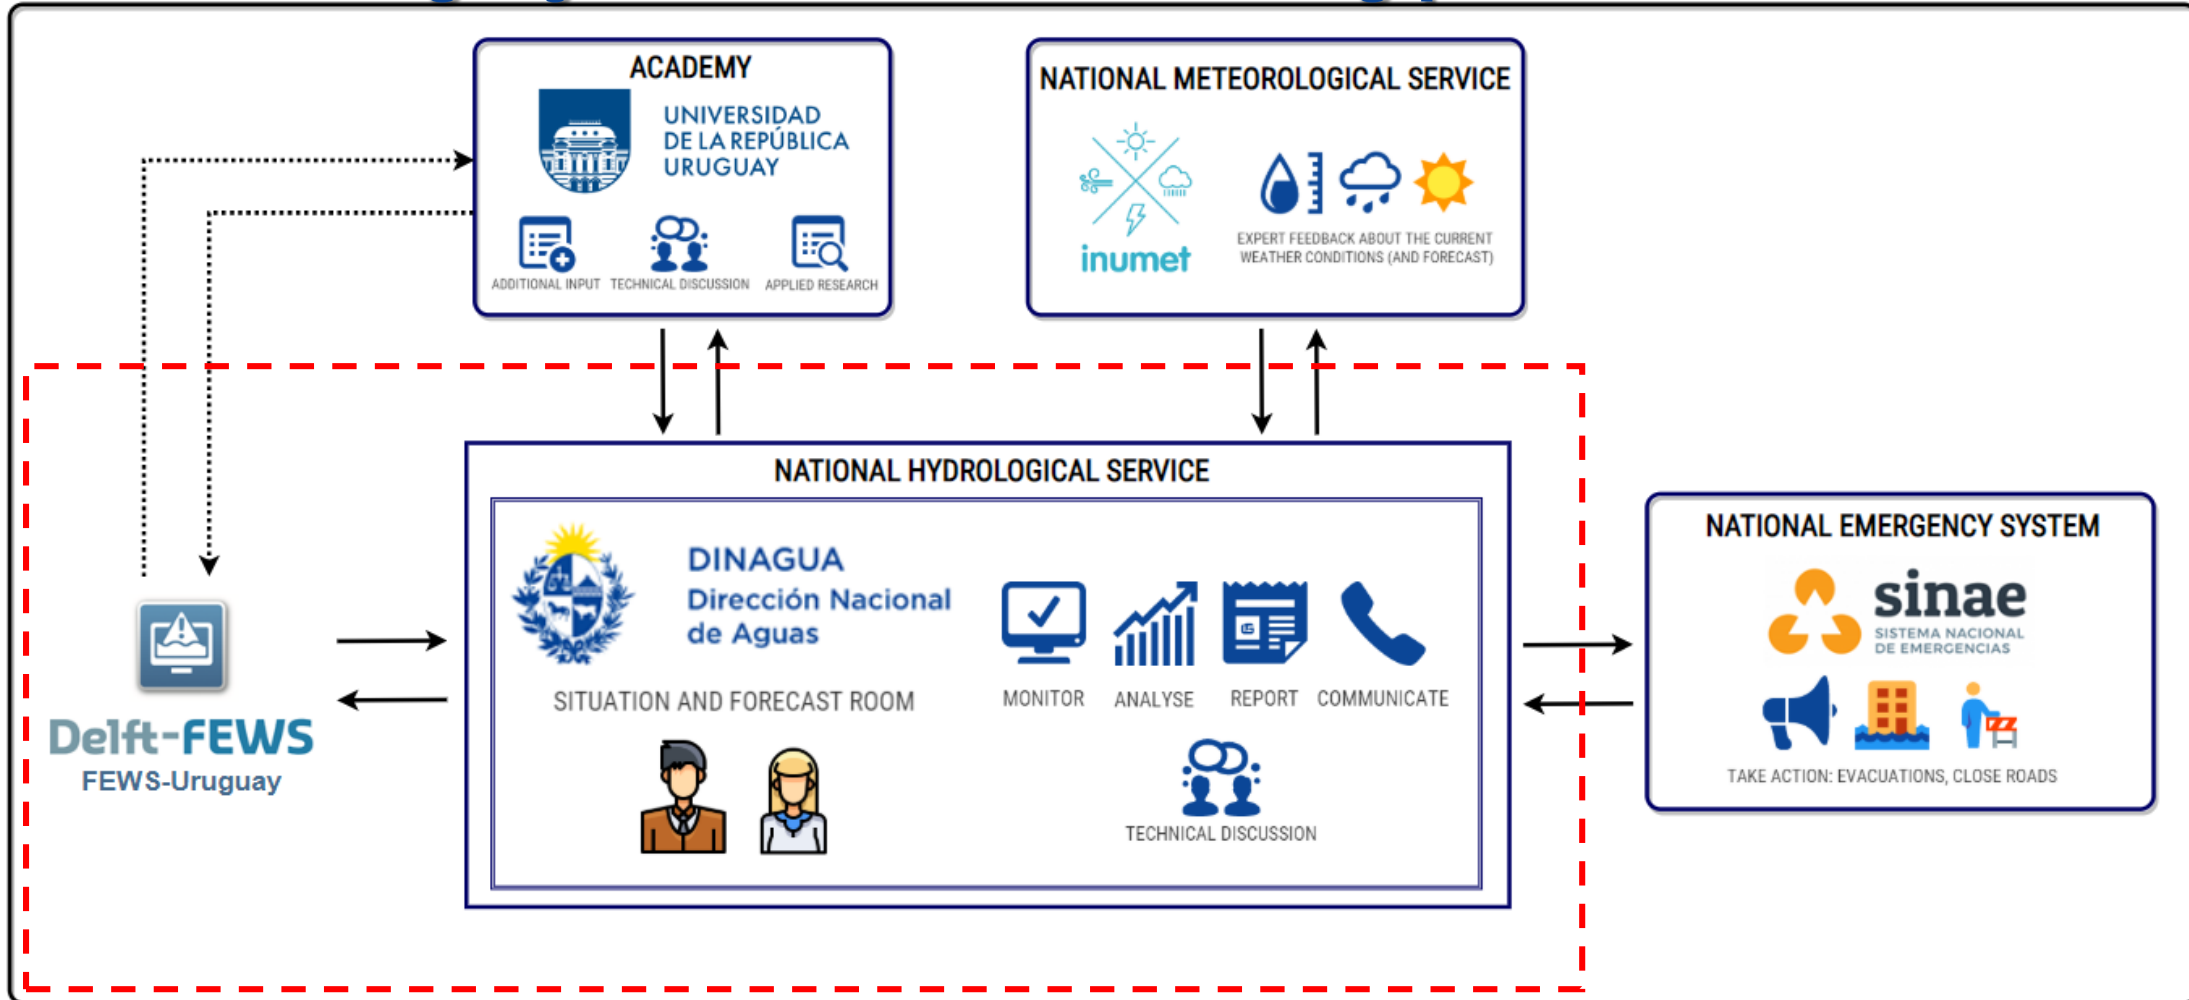 ACADEMY
UNIVERSIDAD
DE LA REPÚBLICA
URUGUAY
ADDITIONAL INPUT
TECHNICAL DISCUSSION
APPLIED RESEARCH
NATIONAL METEOROLOGICAL SERVICE
inumet
EXPERT FEEDBACK ABOUT THE CURRENT
WEATHER CONDITIONS (AND FORECAST)
Delft-FEWS
FEWS-Uruguay
NATIONAL HYDROLOGICAL SERVICE
DINAGUA
Dirección Nacional
de Aguas
SITUATION AND FORECAST ROOM
MONITOR
ANALYSE
REPORT
COMMUNICATE
TECHNICAL DISCUSSION
NATIONAL EMERGENCY SYSTEM
sinae
SISTEMA NACIONAL
DE EMERGENCIAS
TAKE ACTION: EVACUATIONS, CLOSE ROADS